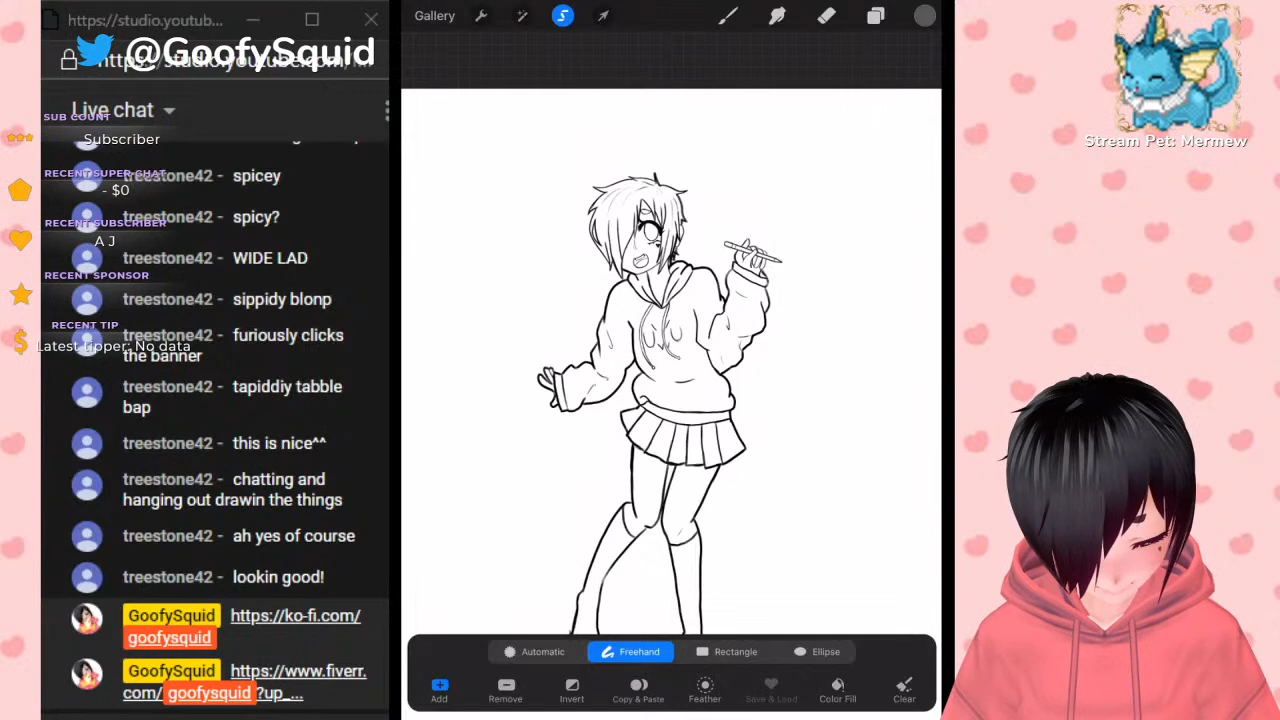 https://studio.youtub...
@GoofySquid
Live chat
SUB COUNT
Subscriber
RECENT SUPER CHAT
- $0
RECENT SUBSCRIBER
A J
RECENT SPONSOR
RECENT TIP
Latest tipper: No data
treestone42 - spicey
treestone42 - spicy?
treestone42 - WIDE LAD
treestone42 - sippidy blonp
treestone42 - furiously clicks
the banner
treestone42 - tapiddiy tabble
bap
treestone42 - this is nice^^
treestone42 - chatting and
hanging out drawin the things
treestone42 - ah yes of course
treestone42 - lookin good!
GoofySquid https://ko-fi.com/
goofysquid
GoofySquid https://www.fiverr.
com/goofysquid?up_...
Gallery
Automatic
Freehand
Rectangle
Ellipse
Add
Remove
Invert
Copy & Paste
Feather
Save & Load
Color Fill
Clear
Stream Pet: Mermew